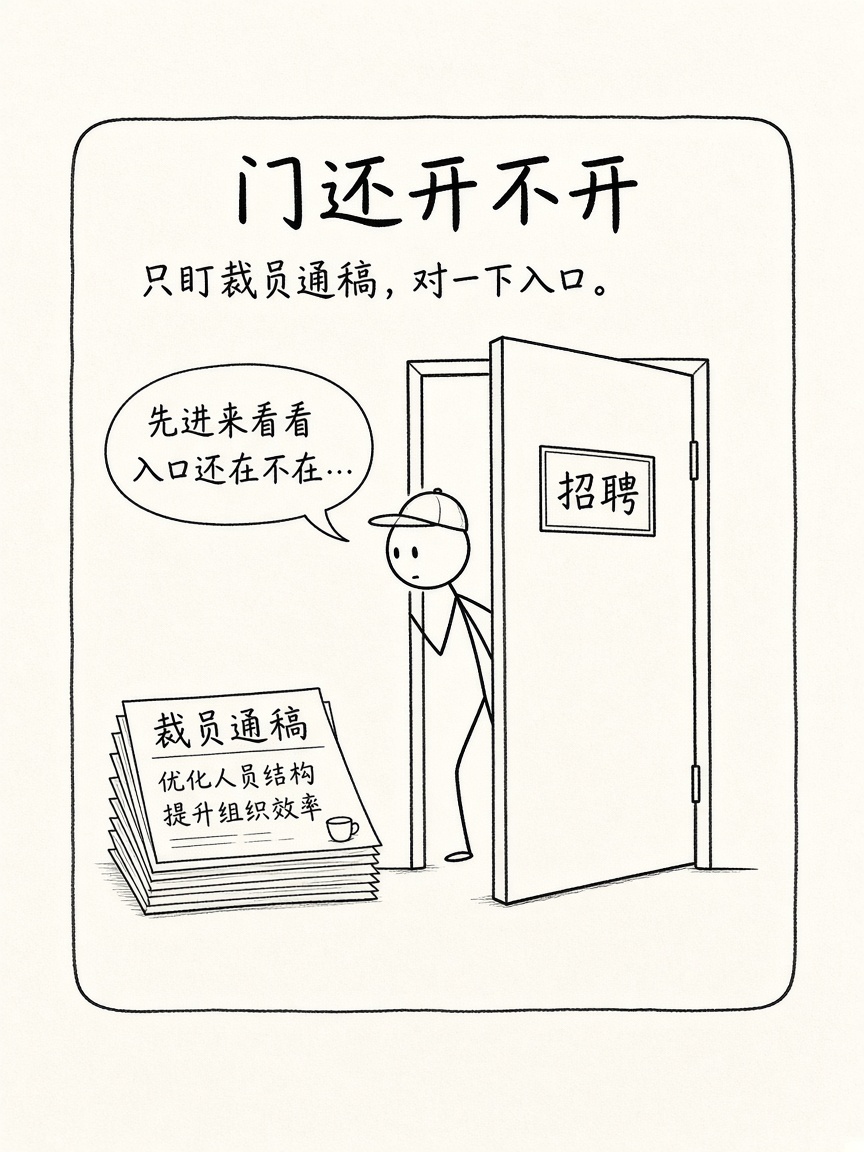 门还开不开
只盯裁员通稿，对一下入口。
先进来看看
入口还在不在…
招聘
裁员通稿
优化人员结构
提升组织效率